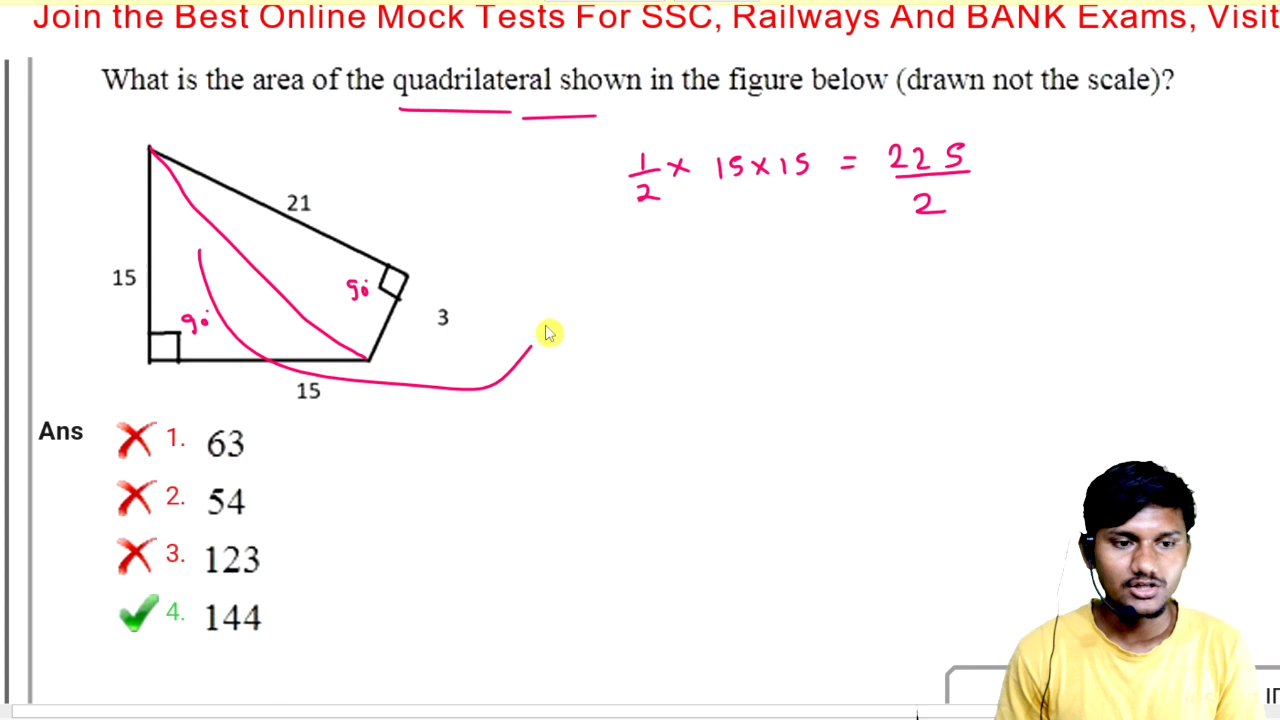 Join the Best Online Mock Tests For SSC, Railways And BANK Exams, Visit
What is the area of the quadrilateral shown in the figure below (drawn not the scale)?
1/2 × 15×15 = 225/2
21
15
90°
3
90°
15
Ans
1. 63
2. 54
3. 123
4. 144